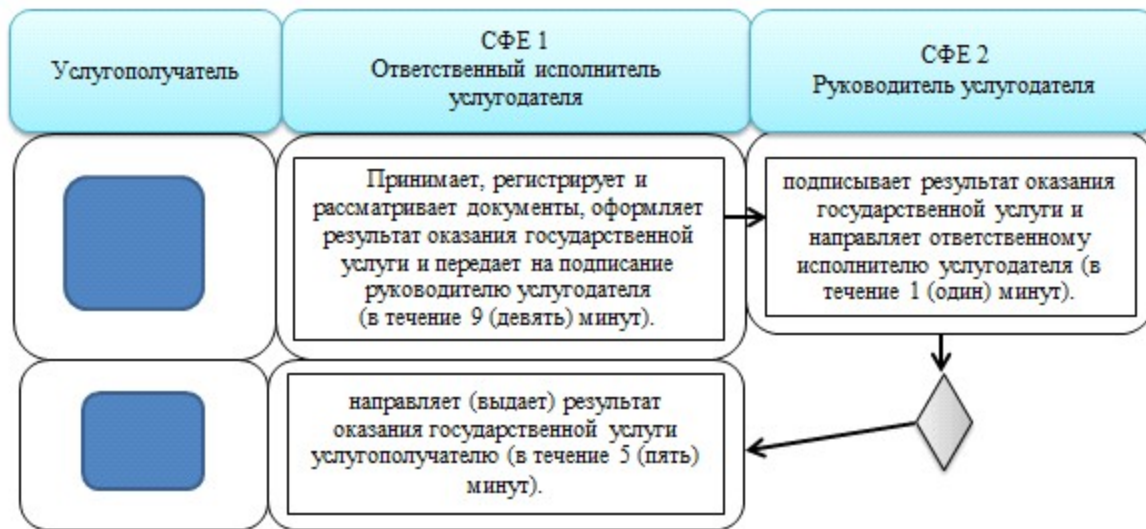 Услугополучатель
СФЕ 1
Ответственный исполнитель
услугодателя
СФЕ 2
Руководитель услугодателя
Принимает, регистрирует и
рассматривает документы, оформляет
результат оказания государственной
услуги и передает на подписание
руководителю услугодателя
(в течение 9 (девять) минут).
подписывает результат оказания
государственной услуги и
направляет ответственному
исполнителю услугодателя (в
течение 1 (один) минут).
направляет (выдает) результат
оказания государственной услуги
услугополучателю (в течение 5 (пять)
минут).